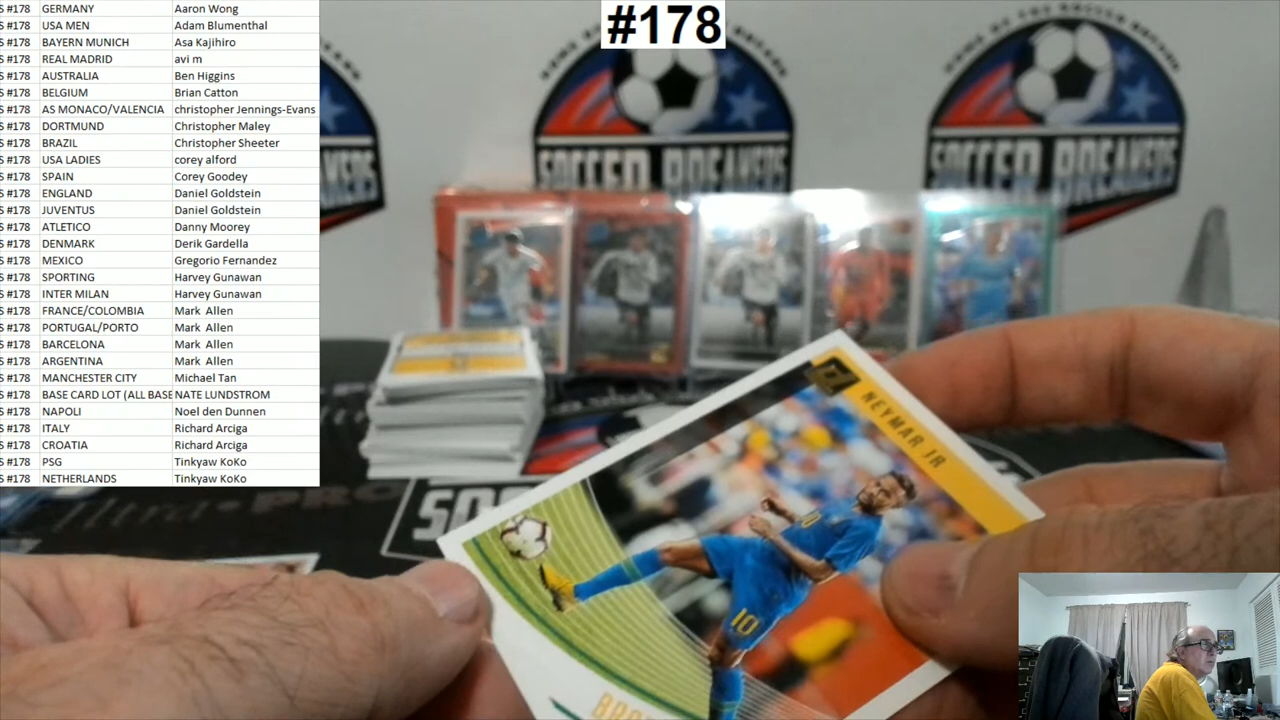 #178
S #178 GERMANY Aaron Wong
S #178 USA MEN Adam Blumenthal
S #178 BAYERN MUNICH Asa Kajihiro
S #178 REAL MADRID avi m
S #178 AUSTRALIA Ben Higgins
S #178 BELGIUM Brian Catton
S #178 AS MONACO/VALENCIA christopher Jennings-Evans
S #178 DORTMUND Christopher Maley
S #178 BRAZIL Christopher Sheeter
S #178 USA LADIES corey alford
S #178 SPAIN Corey Goodey
S #178 ENGLAND Daniel Goldstein
S #178 JUVENTUS Daniel Goldstein
S #178 ATLETICO Danny Moorey
S #178 DENMARK Derik Gardella
S #178 MEXICO Gregorio Fernandez
S #178 SPORTING Harvey Gunawan
S #178 INTER MILAN Harvey Gunawan
S #178 FRANCE/COLOMBIA Mark Allen
S #178 PORTUGAL/PORTO Mark Allen
S #178 BARCELONA Mark Allen
S #178 ARGENTINA Mark Allen
S #178 MANCHESTER CITY Michael Tan
S #178 BASE CARD LOT (ALL BASE NATE LUNDSTROM
S #178 NAPOLI Noel den Dunnen
S #178 ITALY Richard Arciga
S #178 CROATIA Richard Arciga
S #178 PSG Tinkyaw KoKo
S #178 NETHERLANDS Tinkyaw KoKo
SOCCER BREAKERS
SOCCER BREAKERS
NEYMAR JR
10
10